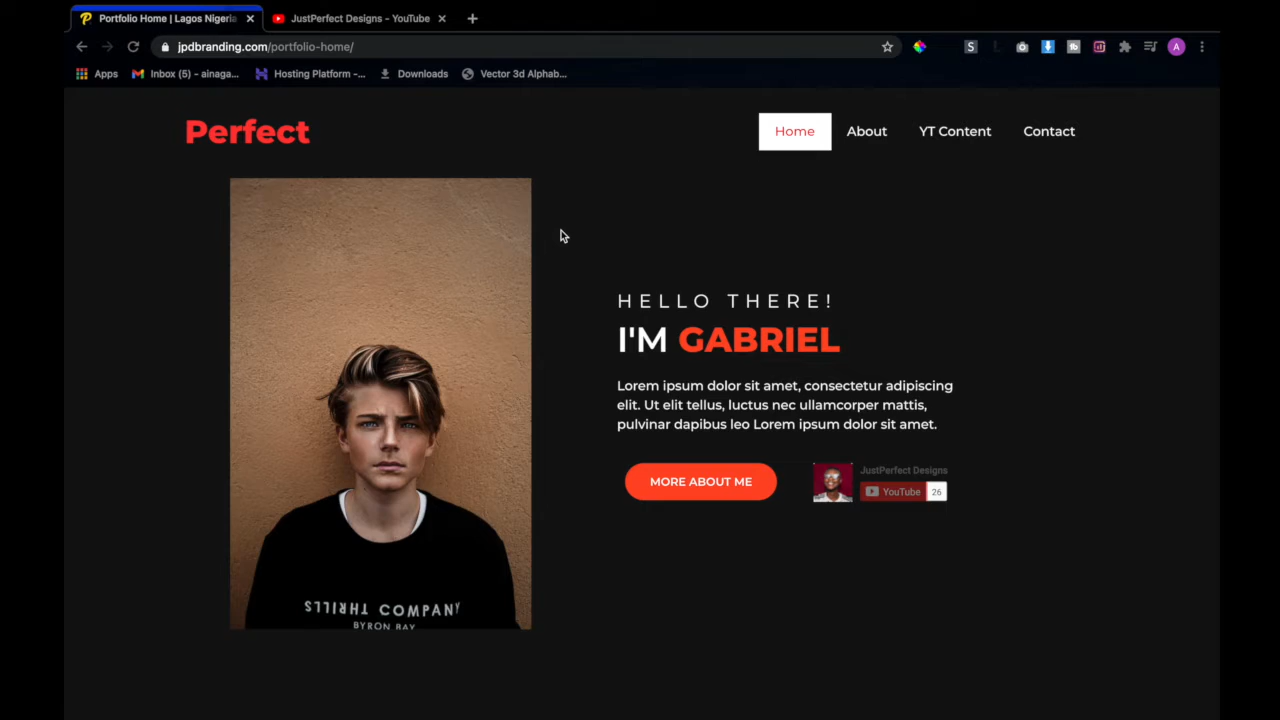 Portfolio Home | Lagos Nigeria
JustPerfect Designs - YouTube
jpdbranding.com/portfolio-home/
Apps
Inbox (5) – ainaga...
Hosting Platform -...
Downloads
Vector 3d Alphab...
Perfect
Home
About
YT Content
Contact
HELLO THERE!
I'M GABRIEL
Lorem ipsum dolor sit amet, consectetur adipiscing
elit. Ut elit tellus, luctus nec ullamcorper mattis,
pulvinar dapibus leo Lorem ipsum dolor sit amet.
MORE ABOUT ME
JustPerfect Designs
YouTube 26
THRILLS COMPANY
BYRON BAY